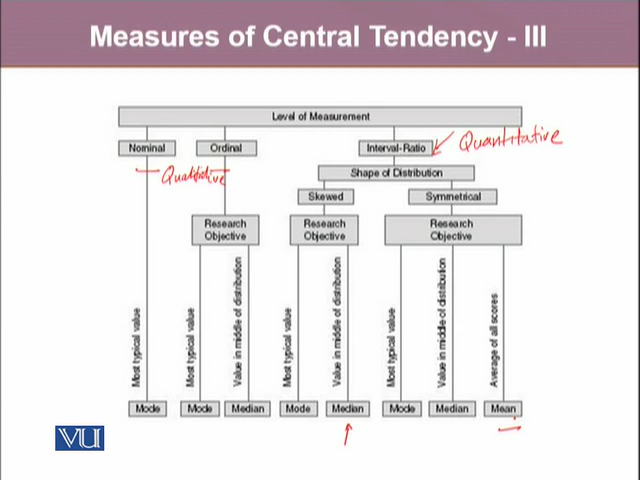 Measures of Central Tendency - III
Level of Measurement
Nominal
Ordinal
Interval-Ratio
Quantitative
Qualitative
Shape of Distribution
Skewed
Symmetrical
Research
Objective
Research
Objective
Research
Objective
Most typical value
Most typical value
Value in middle of distribution
Most typical value
Value in middle of distribution
Most typical value
Value in middle of distribution
Average of all scores
Mode
Mode
Median
Mode
Median
Mode
Median
Mean
VU